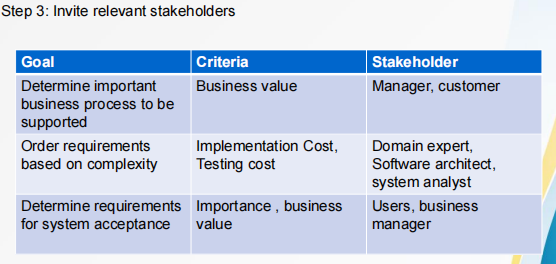 Step 3: Invite relevant stakeholders
Goal Criteria Stakeholder
Determine important Business value Manager, customer
business process to be
supported
Order requirements Implementation Cost, Domain expert,
based on complexity Testing cost Software architect,
system analyst
Determine requirements Importance , business Users, business
for system acceptance value manager